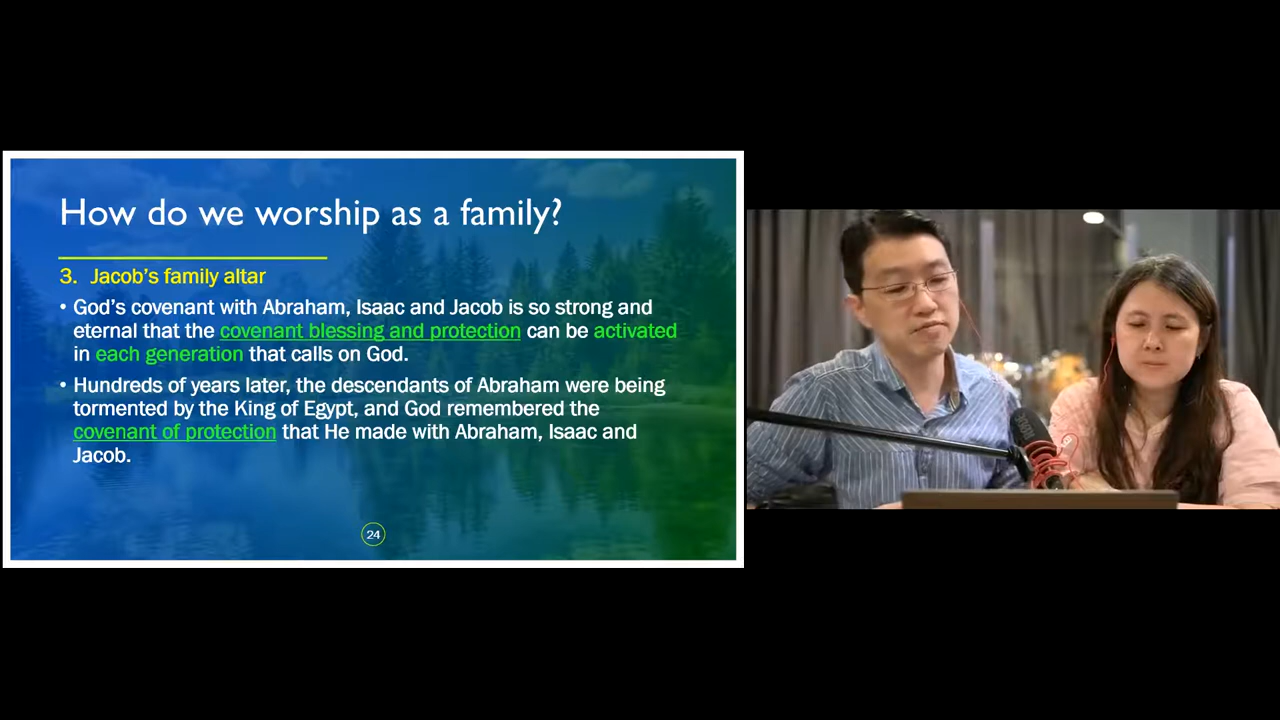 How do we worship as a family?
3. Jacob's family altar
• God's covenant with Abraham, Isaac and Jacob is so strong and
eternal that the covenant blessing and protection can be activated
in each generation that calls on God.
• Hundreds of years later, the descendants of Abraham were being
tormented by the King of Egypt, and God remembered the
covenant of protection that He made with Abraham, Isaac and
Jacob.
24